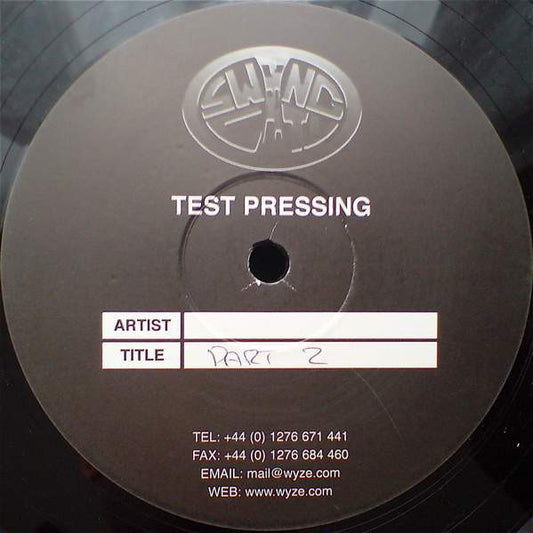 TEST PRESSING
ARTIST
TITLE PART 2
TEL: +44 (0) 1276 671 441
FAX: +44 (0) 1276 684 460
EMAIL: mail@wyze.com
WEB: www.wyze.com